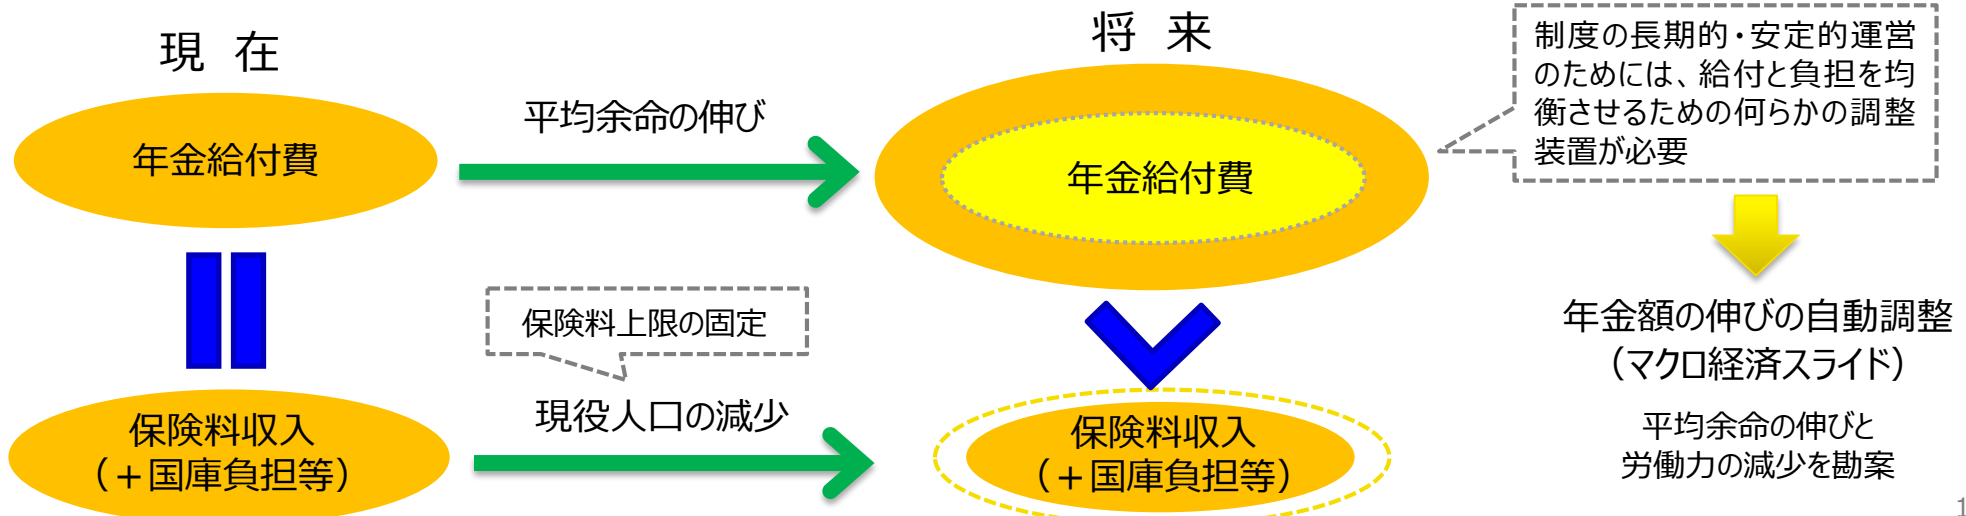 現 在
年金給付費
保険料収入
（＋国庫負担等）
平均余命の伸び
保険料上限の固定
現役人口の減少
将 来
年金給付費
保険料収入
（＋国庫負担等）
制度の長期的・安定的運営
のためには、給付と負担を均
衡させるための何らかの調整
装置が必要
年金額の伸びの自動調整
（マクロ経済スライド）
平均余命の伸びと
労働力の減少を勘案
1